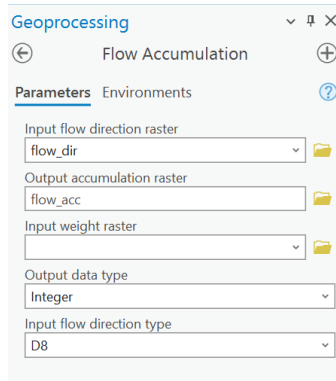 Geoprocessing
Flow Accumulation
Parameters Environments
Input flow direction raster
flow_dir
Output accumulation raster
flow_acc
Input weight raster
Output data type
Integer
Input flow direction type
D8